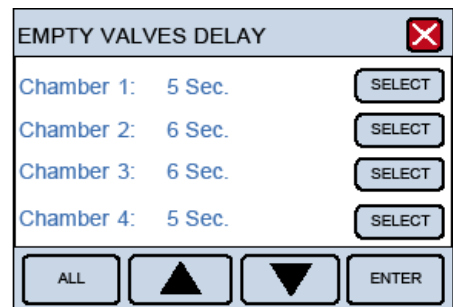 EMPTY VALVES DELAY
Chamber 1: 5 Sec. SELECT
Chamber 2: 6 Sec. SELECT
Chamber 3: 6 Sec. SELECT
Chamber 4: 5 Sec. SELECT
ALL ENTER